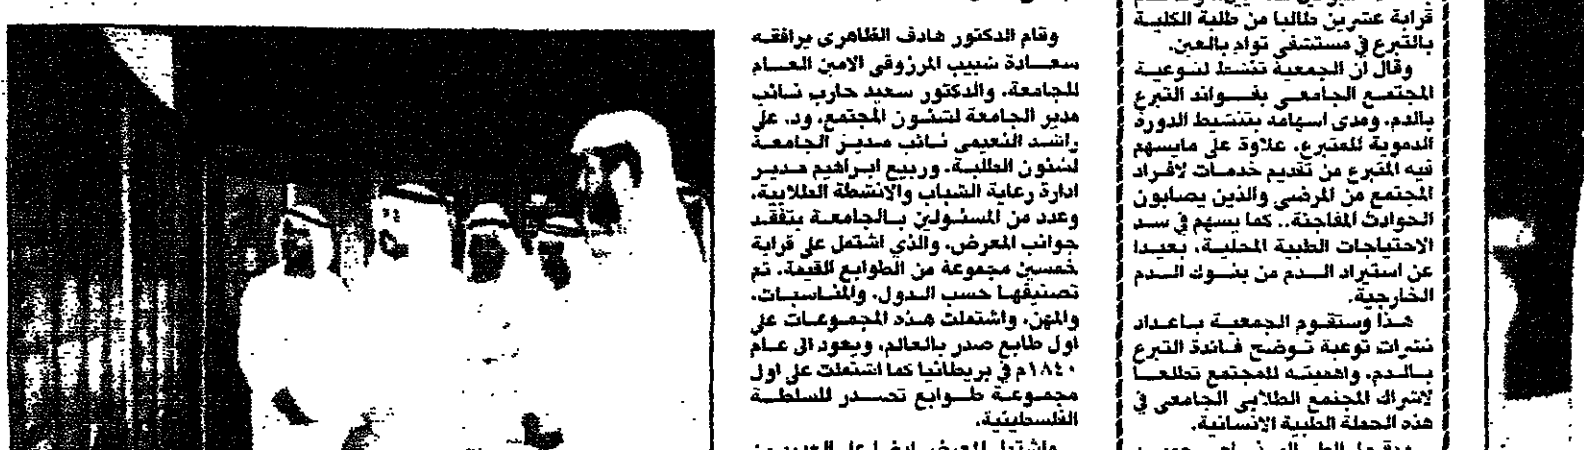 قرابة عشرين طالبا من طلبة الكلية
بالتبرع في مستشفى توام بالعين.
وقال ان الجمعية تنشط لتوعية
المجتمع الجامعي بفوائد التبرع
بالدم، ومدى اسهامه بتنشيط الدورة
الدموية للمتبرع، علاوة على مايسهم
فيه المتبرع من تقديم خدمات لافراد
المجتمع من المرضى والذين يصابون
الحوادث المفاجئة.. كما يسهم في سد
الاحتياجات الطبية المحلية، بعيدا
عن استيراد الدم من بنوك الدم
الخارجية.
هذا وستقوم الجمعية باعداد
نشرات توعية توضح فائدة التبرع
بالدم، واهميته للمجتمع تطلعا
لاشراك المجتمع الطلابي الجامعي في
هذه الحملة الطبية الانسانية.
وقام الدكتور هادف الظاهري يرافقه
سعادة شبيب المرزوقي الامين العام
للجامعة، والدكتور سعيد حارب نائب
مدير الجامعة لشئون المجتمع، ود. علي
راشد النعيمي نائب مدير الجامعة
لشئون الطلبة، وربيع ابراهيم مدير
ادارة رعاية الشباب والانشطة الطلابية،
وعدد من المسئولين بالجامعة بتفقد
جوانب المعرض، والذي اشتمل على قرابة
خمسين مجموعة من الطوابع القيمة، تم
تصنيفها حسب الدول، والمناسبات،
والمهن، واشتملت هذه المجموعات على
اول طابع صدر بالعالم، ويعود الى عام
١٨٤٠م في بريطانيا كما اشتملت على اول
مجموعة طوابع تصدر للسلطة
الفلسطينية.
واشتمل المعرض ايضا على العديد من